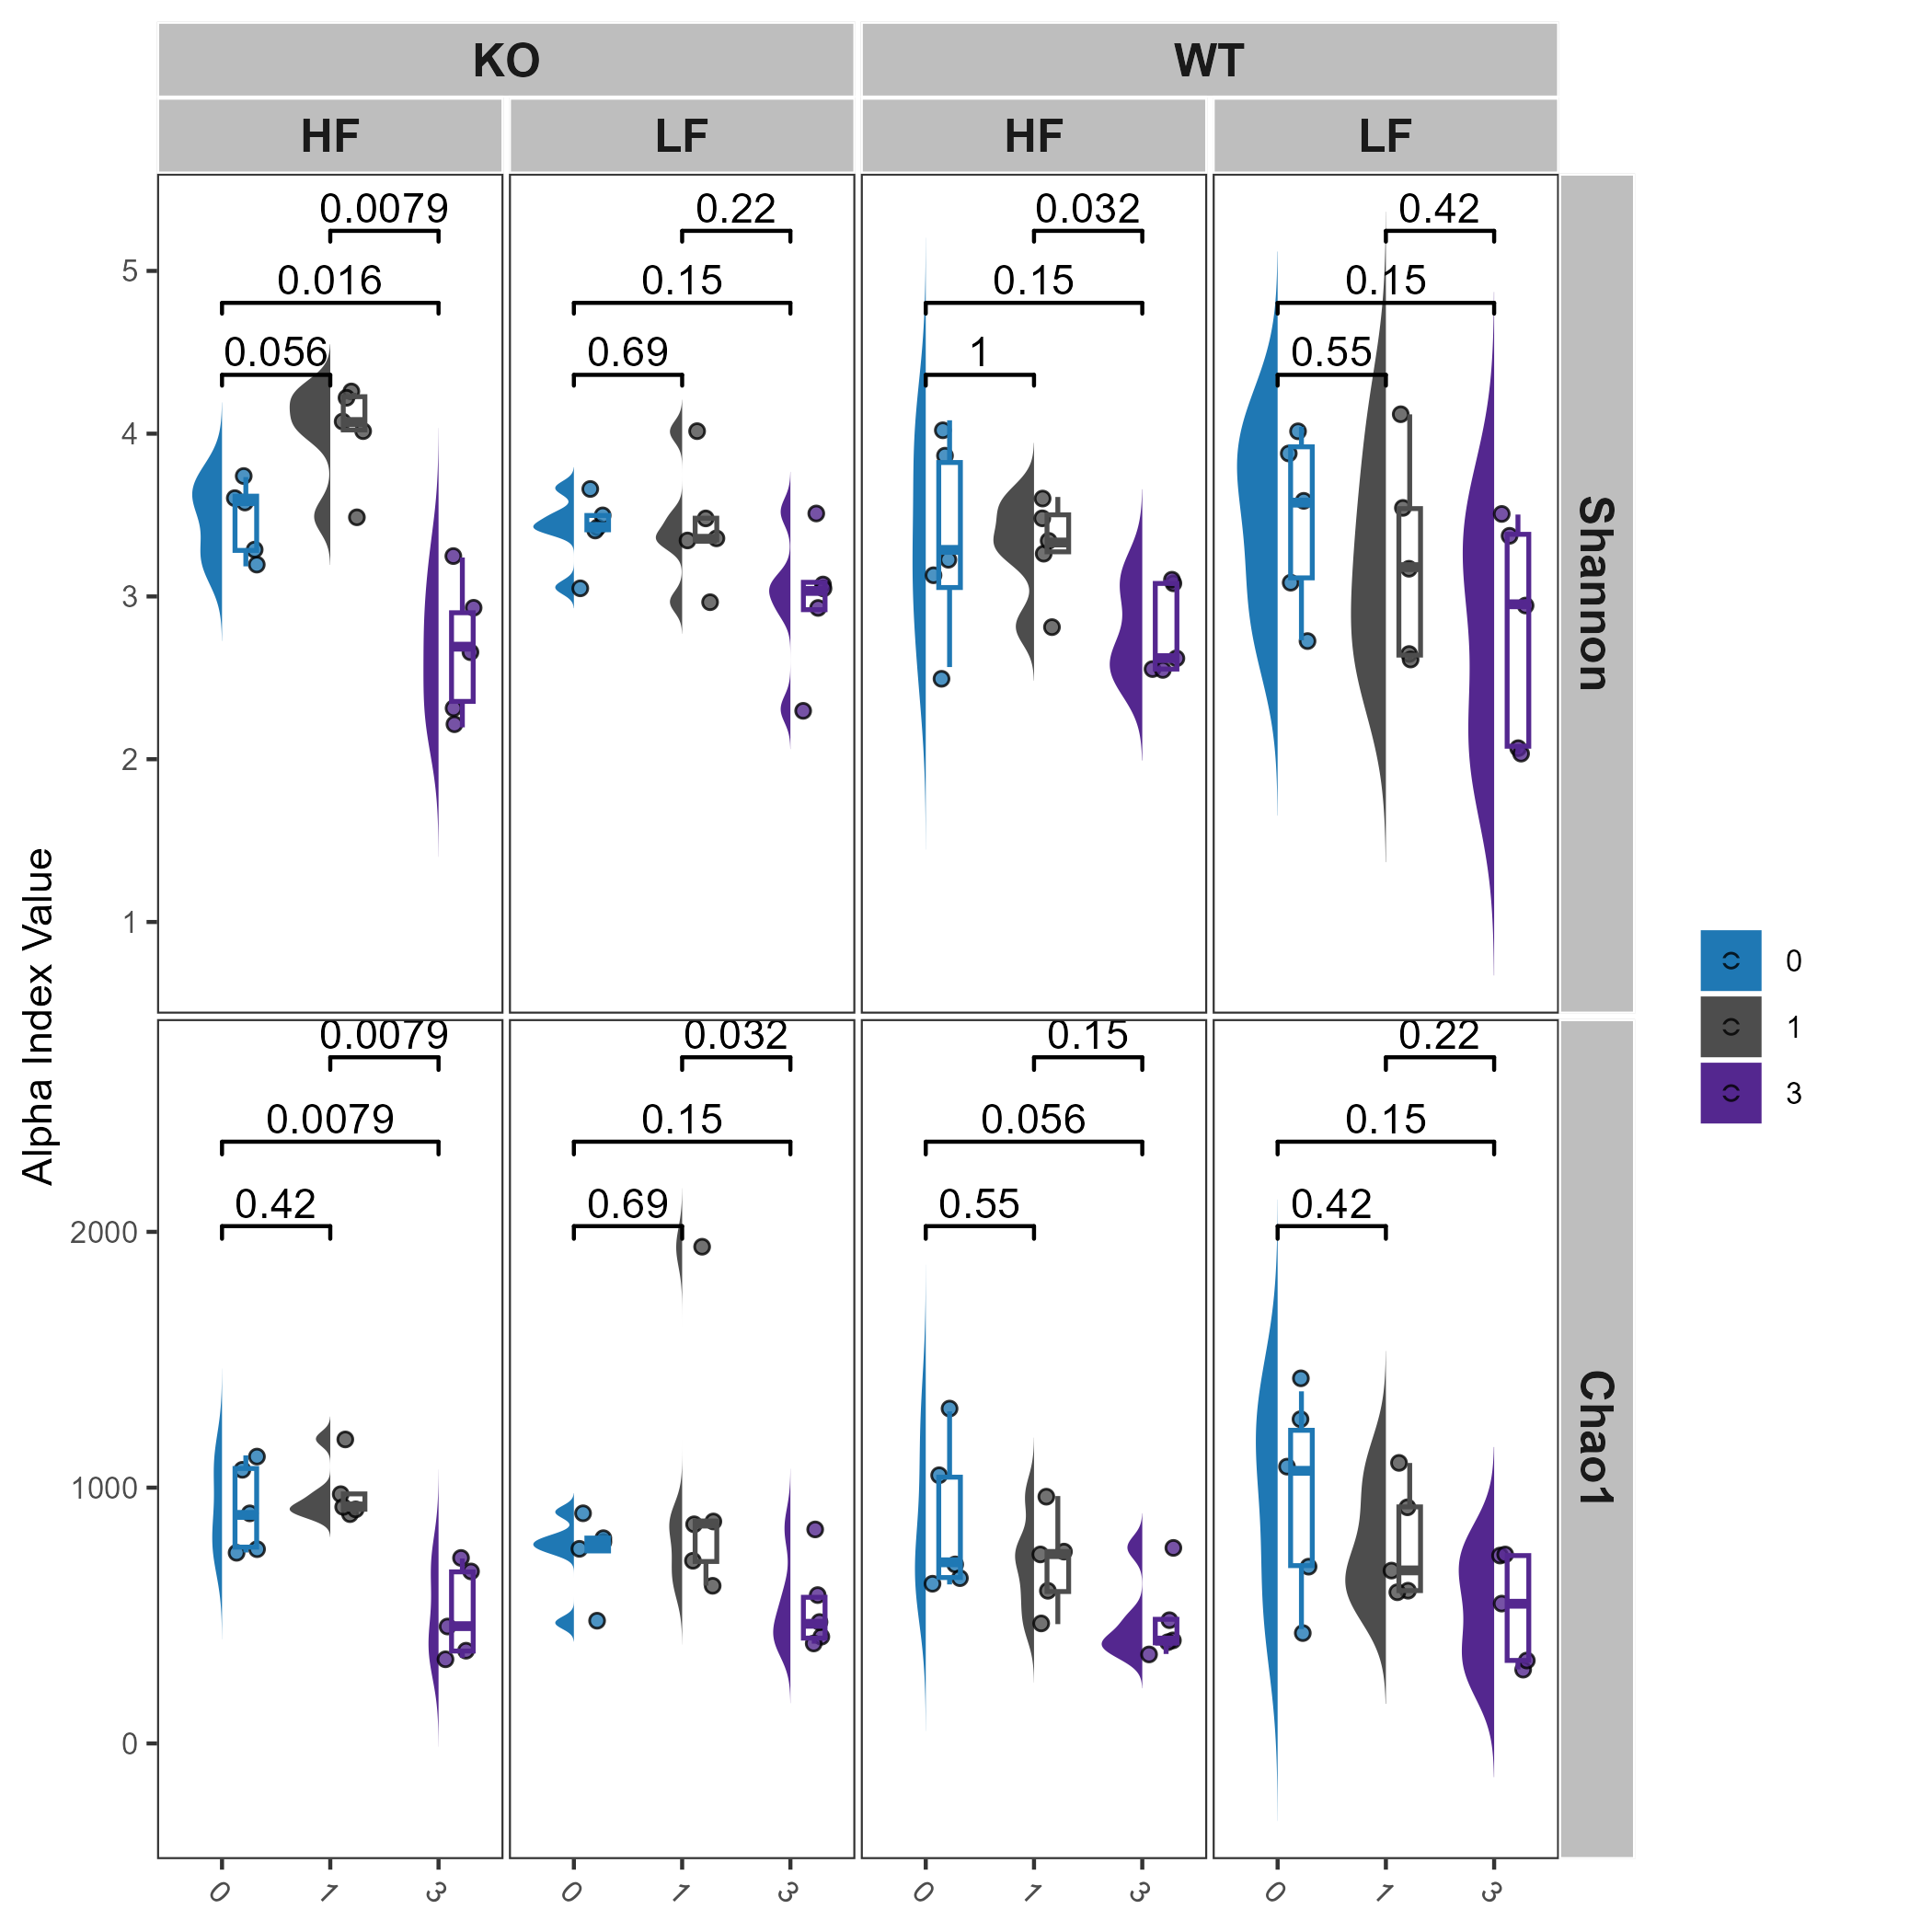 KO WT
HF LF HF LF
0.0079 0.22 0.032 0.42
0.016 0.15 0.15 0.15
0.056 0.69 1 0.55
5
4
3
2
1
Shannon
0.0079 0.032 0.15 0.22
0.0079 0.15 0.056 0.15
0.42 0.69 0.55 0.42
2000
1000
0
Chao1
0 1 3 0 1 3 0 1 3 0 1 3
Alpha Index Value
0
1
3